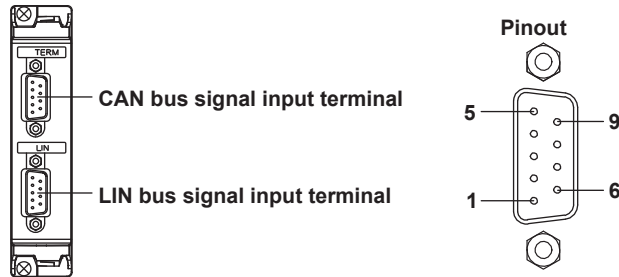 Pinout
TERM
CAN bus signal input terminal
5
9
LIN
LIN bus signal input terminal
1
6